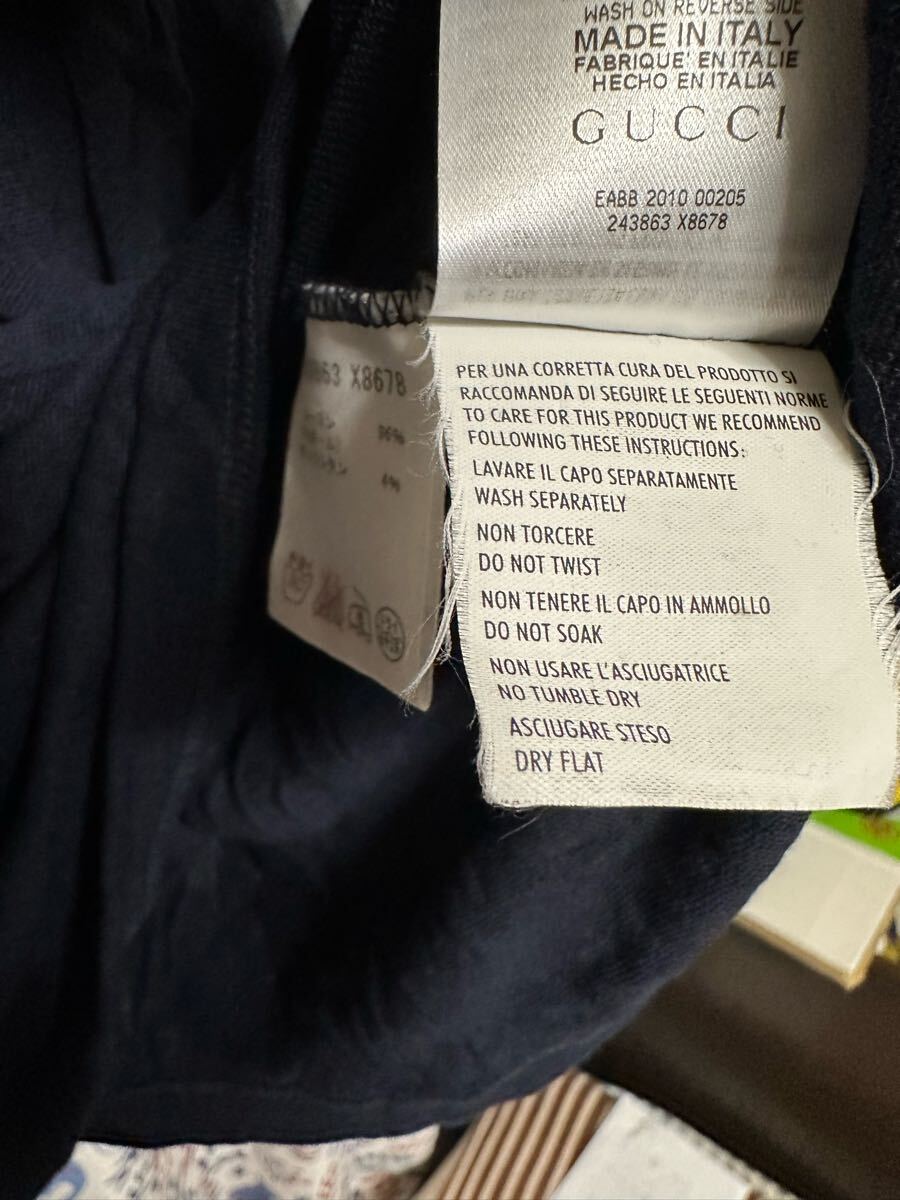 WASH ON REVERSE SIDE
MADE IN ITALY
FABRIQUE' EN ITALIE
HECHO EN ITALIA
GUCCI
EABB 2010 00205
243863 X8678
63 X8678
96%
4%
PER UNA CORRETTA CURA DEL PRODOTTO SI
RACCOMANDA DI SEGUIRE LE SEGUENTI NORME
TO CARE FOR THIS PRODUCT WE RECOMMEND
FOLLOWING THESE INSTRUCTIONS:
LAVARE IL CAPO SEPARATAMENTE
WASH SEPARATELY
NON TORCERE
DO NOT TWIST
NON TENERE IL CAPO IN AMMOLLO
DO NOT SOAK
NON USARE L'ASCIUGATRICE
NO TUMBLE DRY
ASCIUGARE STESO
DRY FLAT